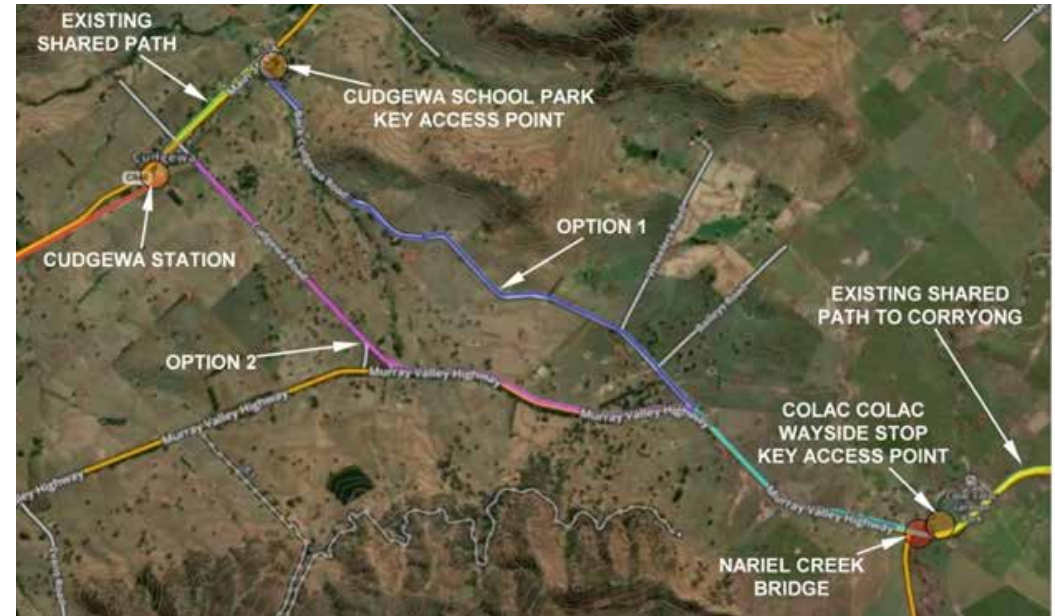 EXISTING
SHARED PATH
CUDGEWA SCHOOL PARK
KEY ACCESS POINT
Cudgewa
CUDGEWA STATION
OPTION 1
EXISTING SHARED
PATH TO CORRYONG
OPTION 2
Murray Valley Highway
Murray Valley Highway
Murray Valley Highway
COLAC COLAC
WAYSIDE STOP
KEY ACCESS POINT
ley Highway
Murray Valley Highway
NARIEL CREEK
BRIDGE